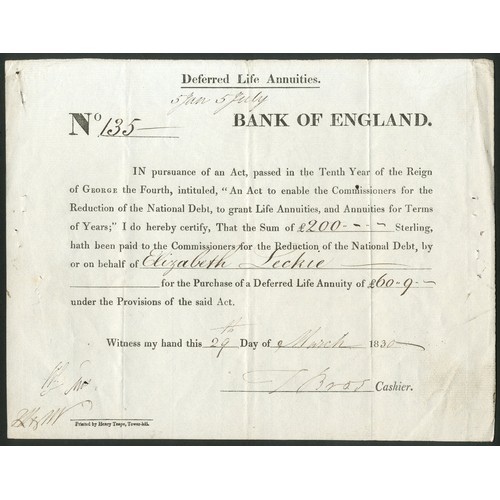 Deferred Life Annuities.
5 Jan 5 July
No 135 BANK OF ENGLAND.
IN pursuance of an Act, passed in the Tenth Year of the Reign
of GEORGE the Fourth, intituled, "An Act to enable the Commissioners for the
Reduction of the National Debt, to grant Life Annuities, and Annuities for Terms
of Years;" I do hereby certify, That the Sum of £200 - - - Sterling,
hath been paid to the Commissioners for the Reduction of the National Debt, by
or on behalf of Elizabeth Leckie
for the Purchase of a Deferred Life Annuity of £60-9-
under the Provisions of the said Act.
Witness my hand this 29th Day of March 1830
Cashier.
Printed by Henry Teape, Tower-hill.